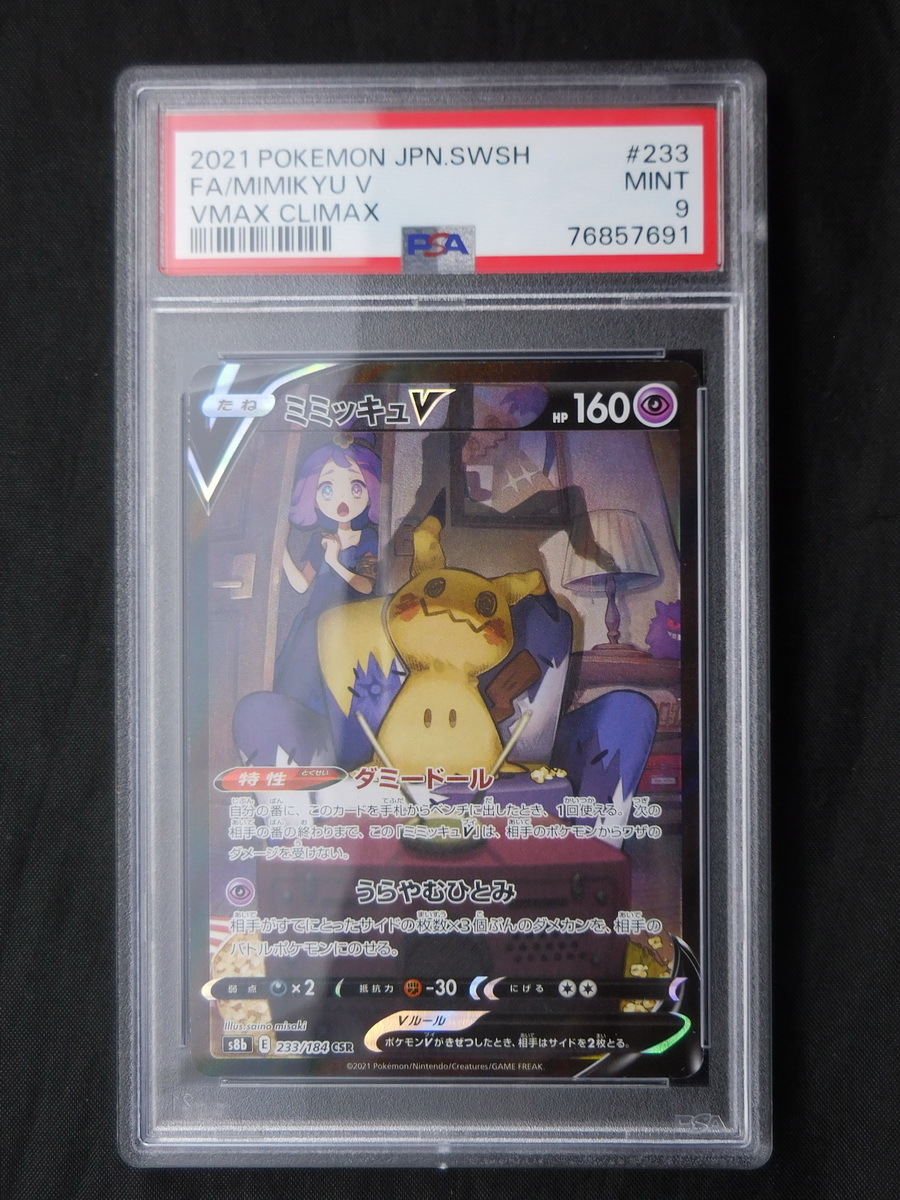 2021 POKEMON JPN.SWSH #233
FA/MIMIKYU V MINT
VMAX CLIMAX 9
PSA 76857691
たね ミミッキュV HP 160
特性 とくせい ダミードール
自分の番に、このカードを手札からベンチに出したとき、1回使える。次の
相手の番の終わりまで、この「ミミッキュV」は、相手のポケモンからワザの
ダメージを受けない。
うらやむひとみ
相手がすでにとったサイドの枚数×3個ぶんのダメカンを、相手の
バトルポケモンにのせる。
弱点 ×2 抵抗力 -30 にげる
Illus.saino misaki
Vルール
ポケモンVがきぜつしたとき、相手はサイドを2枚とる。
s8b E 233/184 CSR
©2021 Pokémon/Nintendo/Creatures/GAME FREAK.
PSA